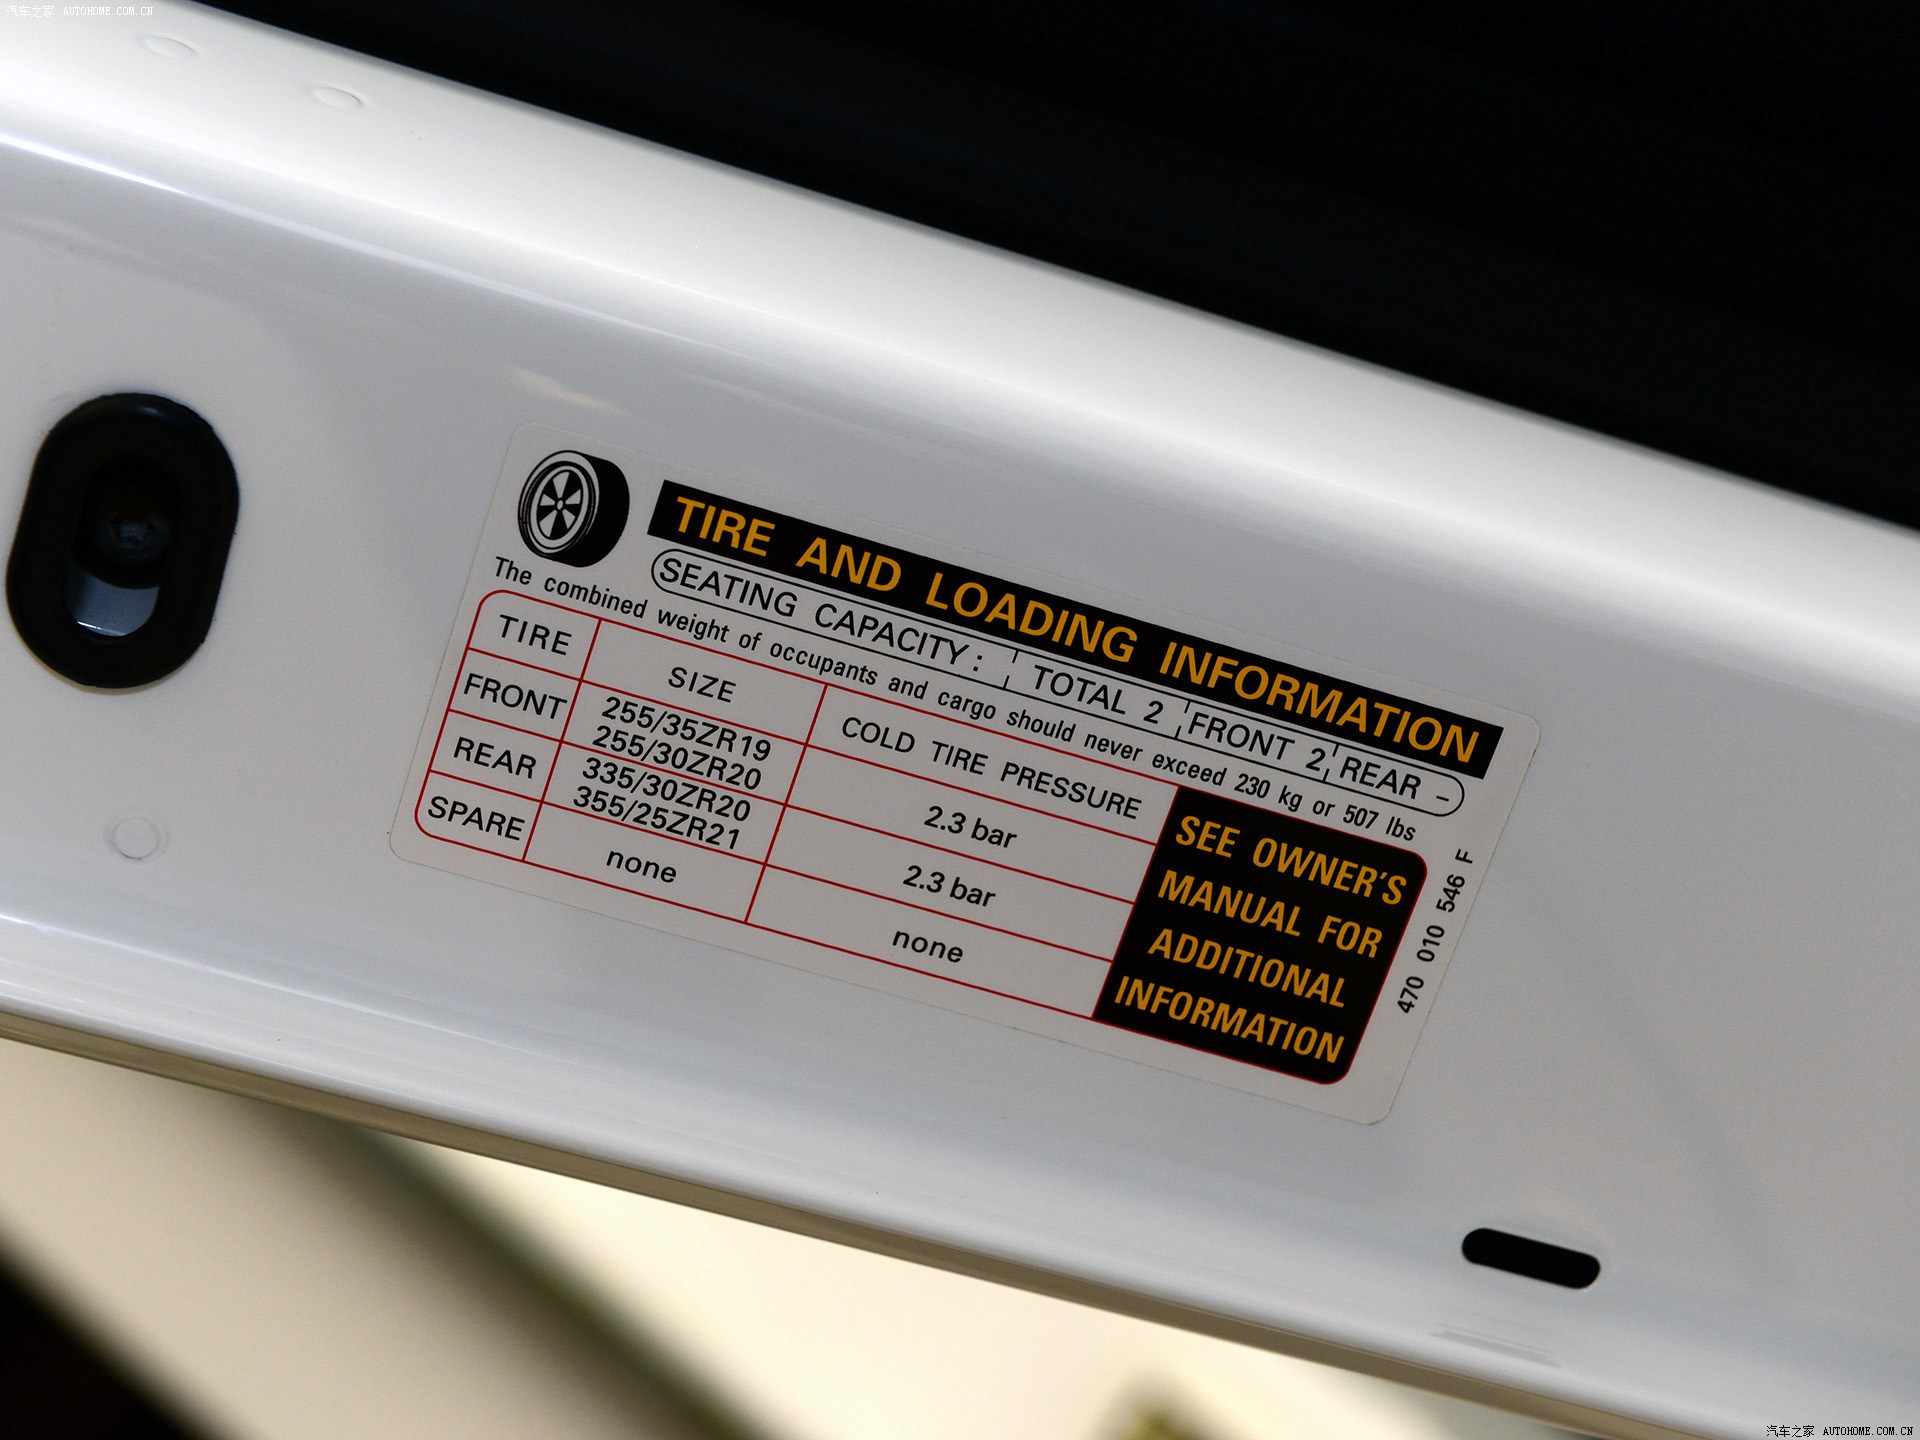 汽车之家 AUTOHOME.COM.CN
TIRE AND LOADING INFORMATION
SEATING CAPACITY: TOTAL 2 FRONT 2 REAR –
The combined weight of occupants and cargo should never exceed 230 kg or 507 lbs
TIRE SIZE COLD TIRE PRESSURE
FRONT 255/35ZR19 2.3 bar
255/30ZR20
REAR 335/30ZR20 2.3 bar
355/25ZR21
SPARE none none
SEE OWNER'S
MANUAL FOR
ADDITIONAL
INFORMATION
470 010 546 F
汽车之家 AUTOHOME.COM.CN